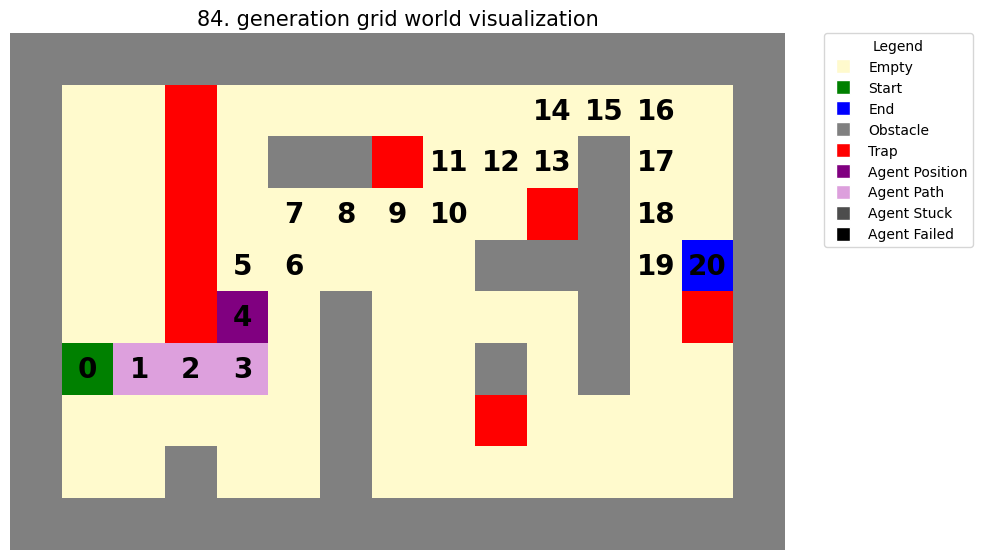 84. generation grid world visualization
14 15 16
11 12 13 17
7 8 9 10 18
5 6 19 20
4
0 1 2 3
Legend
Empty
Start
End
Obstacle
Trap
Agent Position
Agent Path
Agent Stuck
Agent Failed